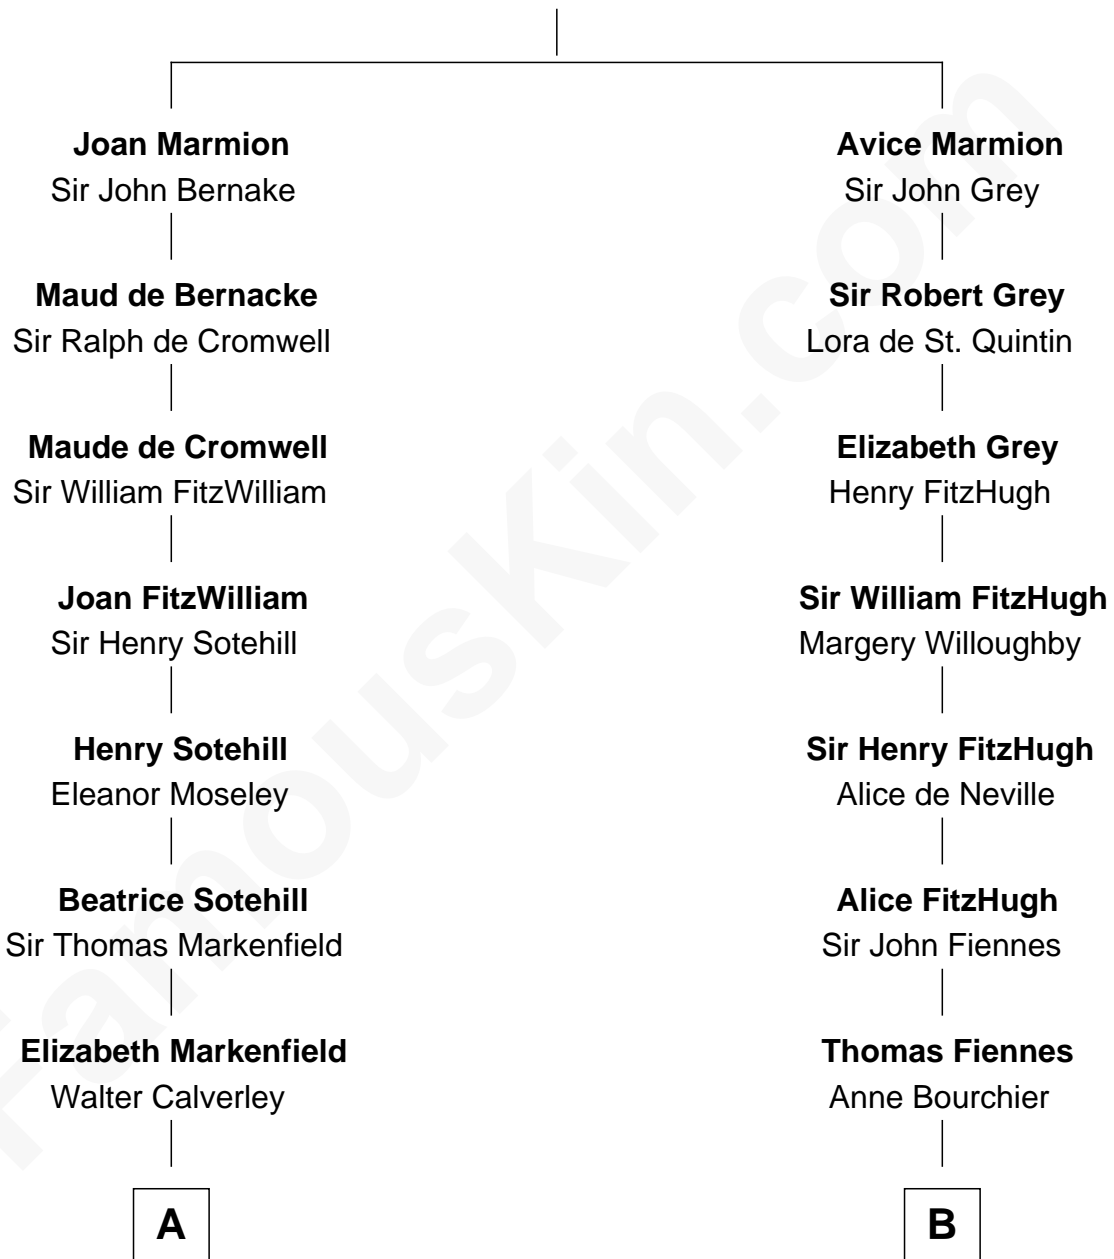 Joan Marmion
Sir John Bernake
Maud de Bernacke
Sir Ralph de Cromwell
Maude de Cromwell
Sir William FitzWilliam
Joan FitzWilliam
Sir Henry Sotehill
Henry Sotehill
Eleanor Moseley
Beatrice Sotehill
Sir Thomas Markenfield
Elizabeth Markenfield
Walter Calverley
A
Avice Marmion
Sir John Grey
Sir Robert Grey
Lora de St. Quintin
Elizabeth Grey
Henry FitzHugh
Sir William FitzHugh
Margery Willoughby
Sir Henry FitzHugh
Alice de Neville
Alice FitzHugh
Sir John Fiennes
Thomas Fiennes
Anne Bourchier
B
FamousKin.com